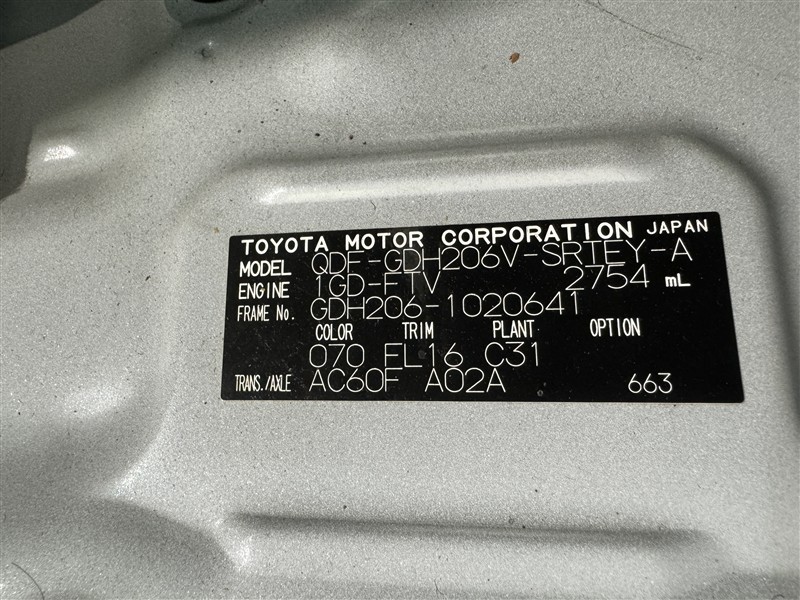 TOYOTA MOTOR CORPORATION JAPAN
MODEL QDF-GDH206V-SRTEY-A
ENGINE 1GD-FTV 2754 mL
FRAME No. GDH206-1020641
COLOR TRIM PLANT OPTION
070 FL16 C31
TRANS./AXLE AC60F A02A 663